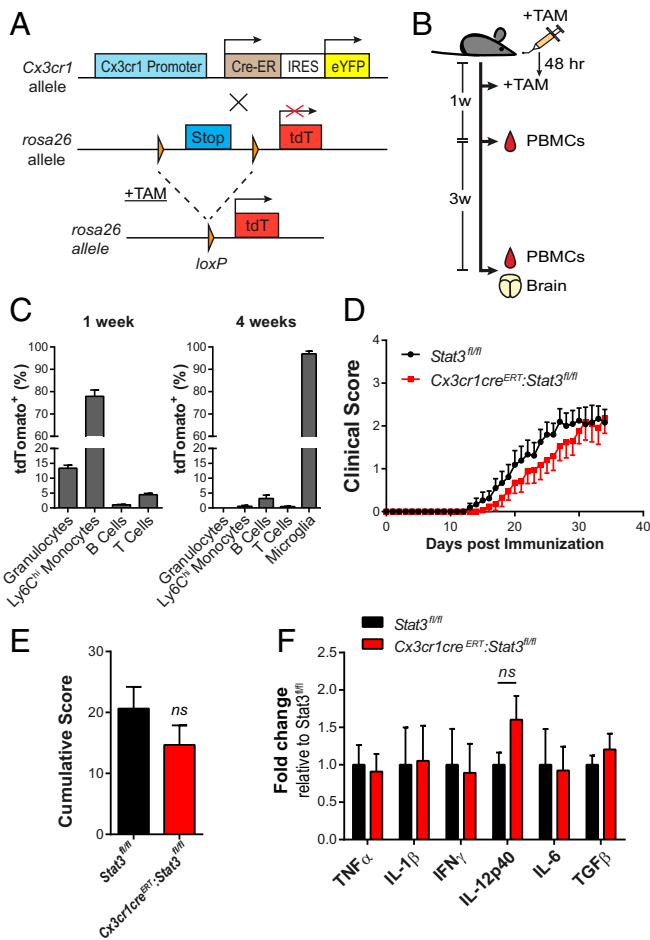 A
Cx3cr1 Promoter
Cre-ER
IRES
eYFP
Cx3cr1
allele
rosa26
allele
Stop
tdT
+TAM
tdT
rosa26
allele
loxP
B
+TAM
48 hr
+TAM
1w
PBMCs
3w
PBMCs
Brain
C
1 week
4 weeks
tdTomato+ (%)
100
90
80
70
60
15
10
5
0
Granulocytes
Ly6Chi Monocytes
B Cells
T Cells
tdTomato+ (%)
100
90
80
70
60
25
20
15
10
5
0
Granulocytes
Ly6Chi Monocytes
B Cells
T Cells
Microglia
D
Stat3fl/fl
Cx3cr1creERT:Stat3fl/fl
Clinical Score
3
2
1
0
0
10
20
30
40
Days post Immunization
E
Cumulative Score
30
20
10
0
ns
Stat3fl/fl
Cx3cr1creERT:Stat3fl/fl
F
Stat3fl/fl
Cx3cr1creERT:Stat3fl/fl
Fold change
relative to Stat3fl/fl
2.5
2.0
1.5
1.0
0.5
0.0
ns
TNFα
IL-1β
IFNγ
IL-12p40
IL-6
TGFβ